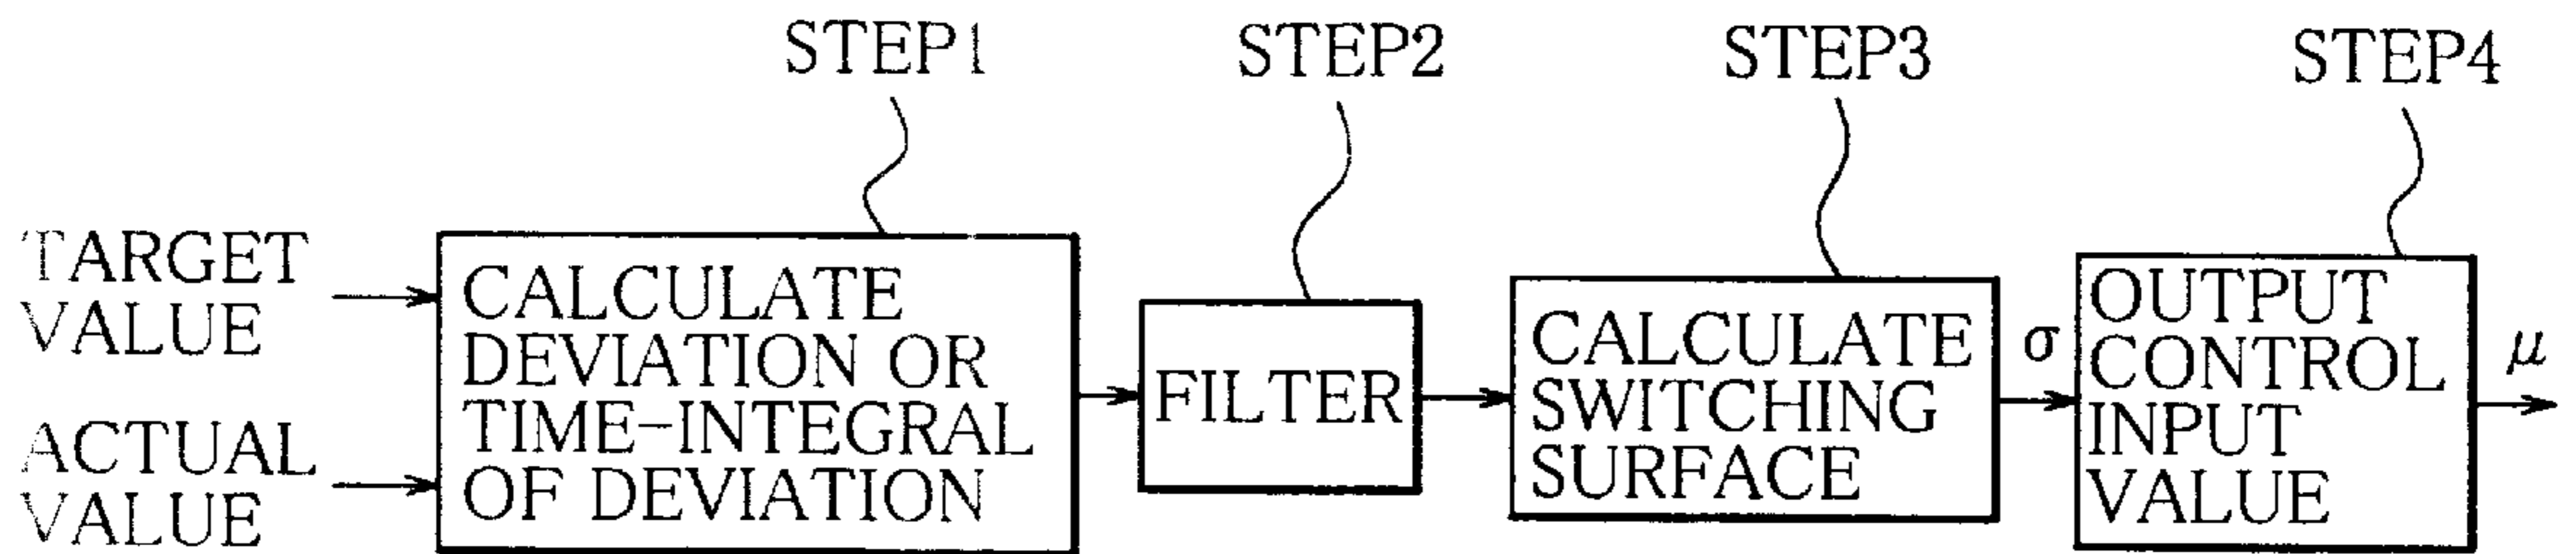 STEP1
STEP2
STEP3
STEP4
TARGET
VALUE
ACTUAL
VALUE
CALCULATE
DEVIATION OR
TIME-INTEGRAL
OF DEVIATION
FILTER
CALCULATE
SWITCHING
SURFACE
σ
OUTPUT
CONTROL
INPUT
VALUE
μ